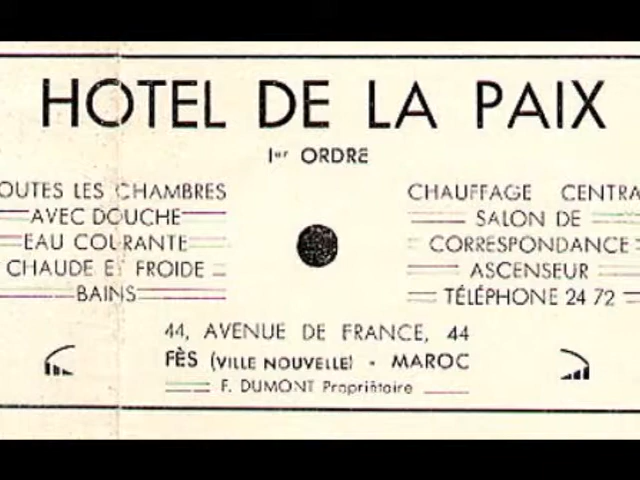 HOTEL DE LA PAIX
1er ORDRE
OUTES LES CHAMBRES
AVEC DOUCHE
EAU COURANTE
CHAUDE ET FROIDE
BAINS
CHAUFFAGE CENTRA
SALON DE
CORRESPONDANCE
ASCENSEUR
TÉLÉPHONE 24 72
44, AVENUE DE FRANCE, 44
FÈS (VILLE NOUVELLE) - MAROC
F. DUMONT Propriétaire